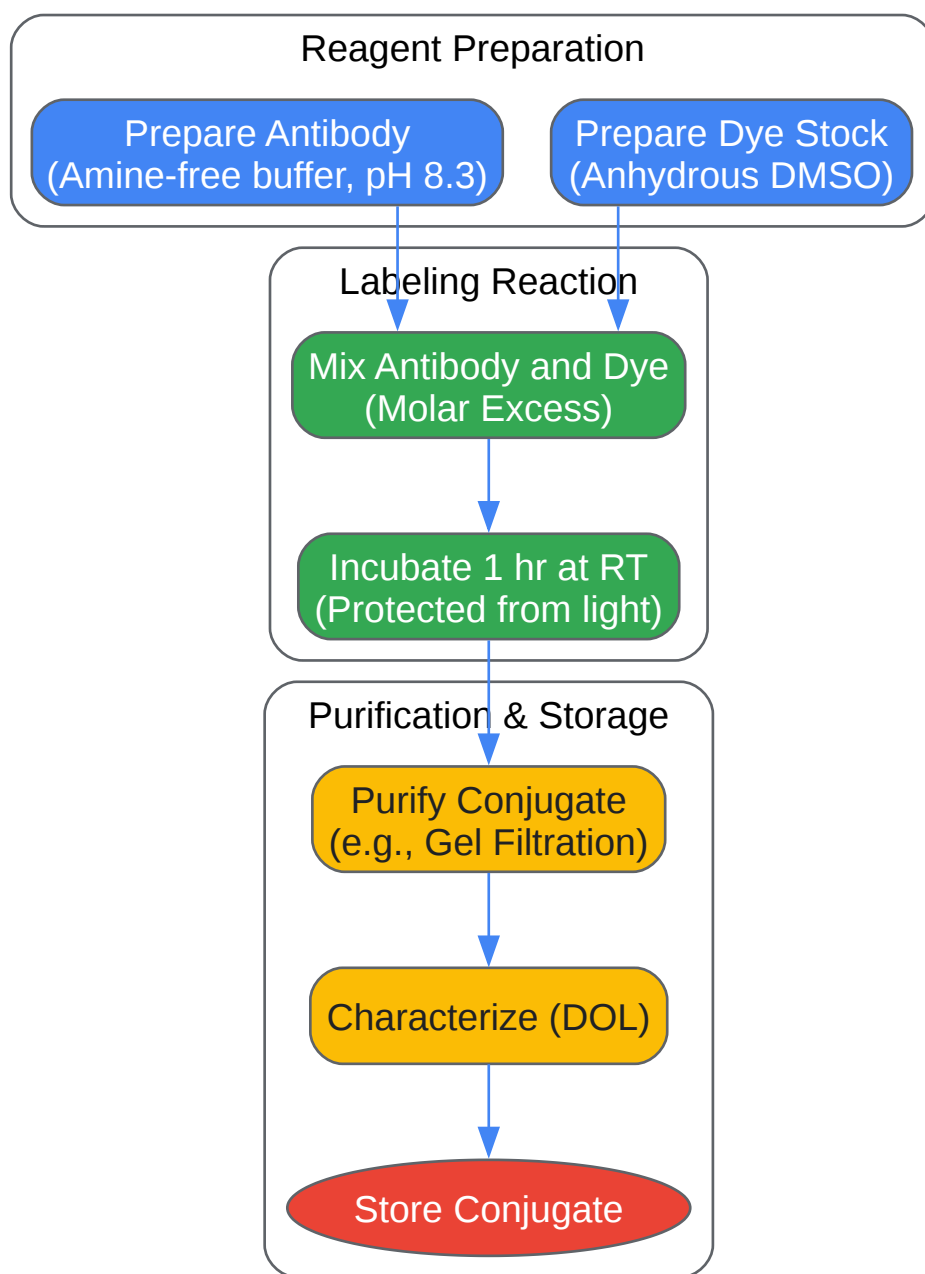 Reagent Preparation
Prepare Antibody
(Amine-free buffer, pH 8.3)
Prepare Dye Stock
(Anhydrous DMSO)
Labeling Reaction
Mix Antibody and Dye
(Molar Excess)
Incubate 1 hr at RT
(Protected from light)
Purification & Storage
Purify Conjugate
(e.g., Gel Filtration)
Characterize (DOL)
Store Conjugate